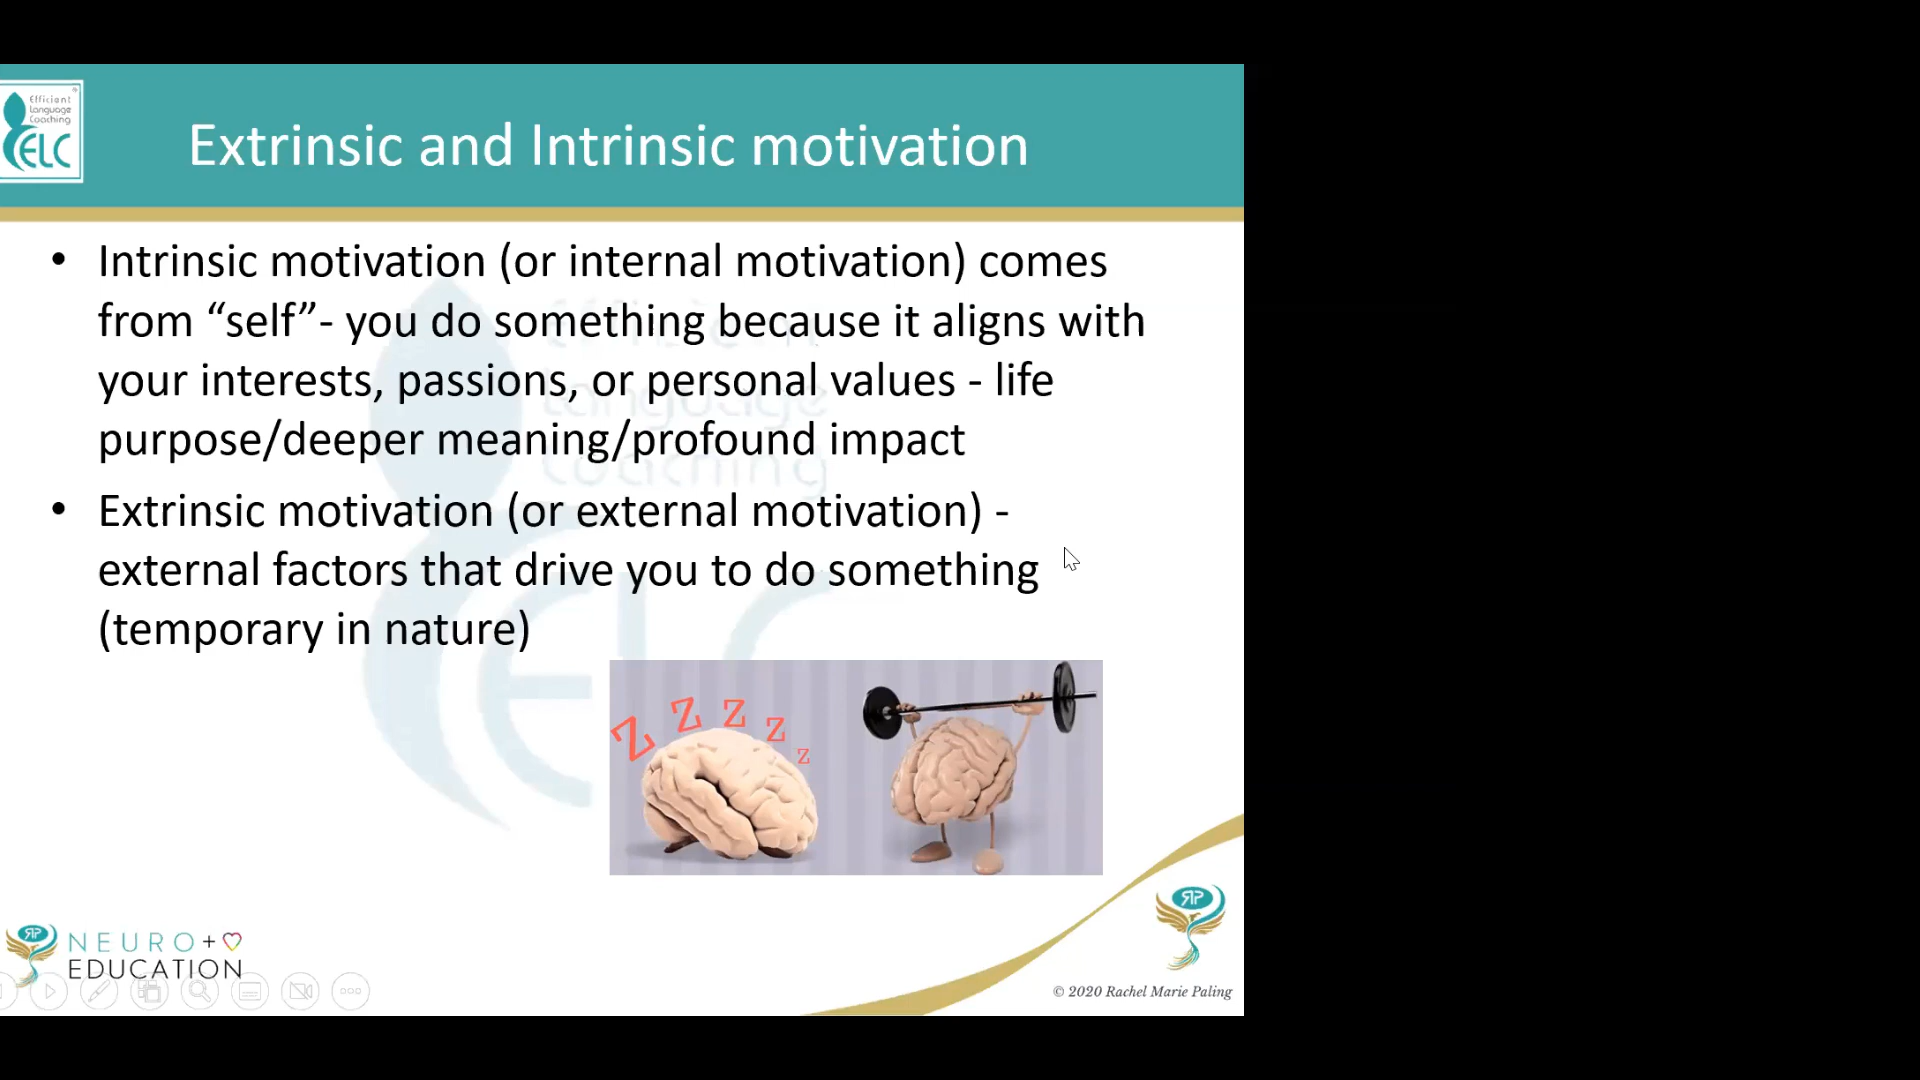 Efficient
Language
Coaching
ELC
Extrinsic and Intrinsic motivation
• Intrinsic motivation (or internal motivation) comes
from “self”- you do something because it aligns with
your interests, passions, or personal values - life
purpose/deeper meaning/profound impact
• Extrinsic motivation (or external motivation) -
external factors that drive you to do something
(temporary in nature)
Z Z Z Z Z
NEURO+
EDUCATION
© 2020 Rachel Marie Paling